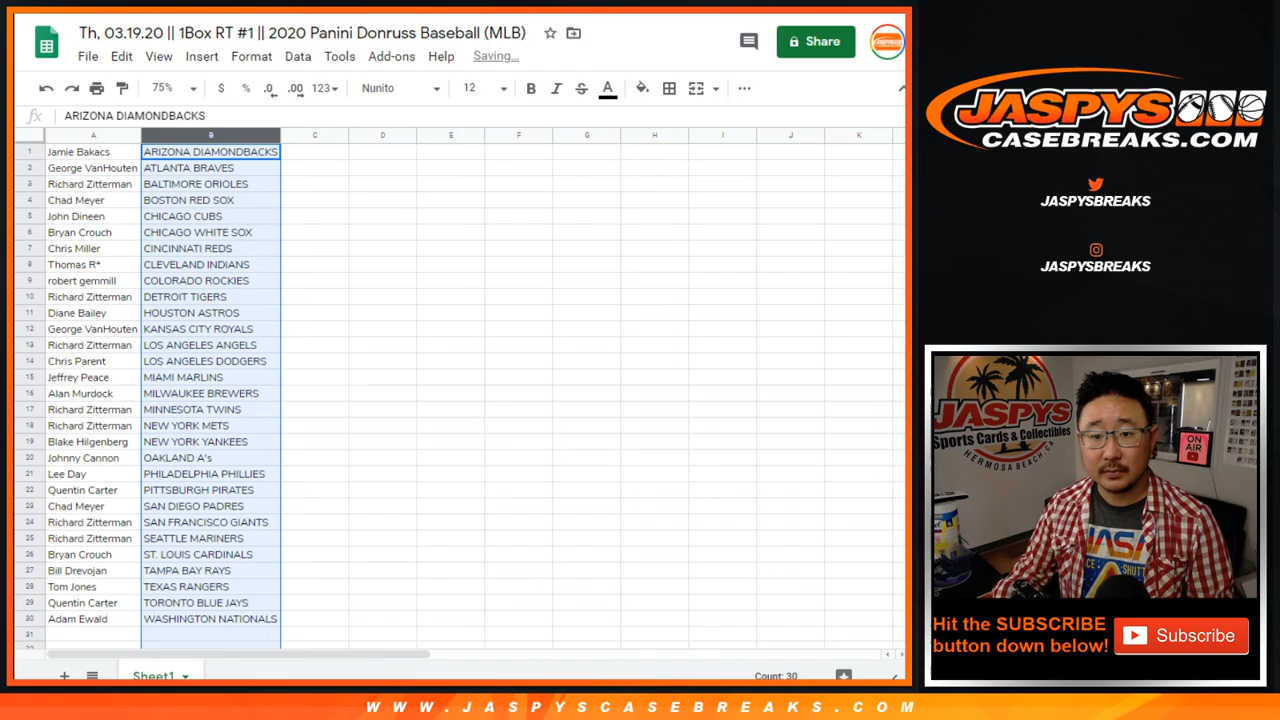 Th, 03.19.20 || 1Box RT #1 || 2020 Panini Donruss Baseball (MLB)
File Edit View Insert Format Data Tools Add-ons Help Saving...
Share
75% $ % .0 .00 123 Nunito 12 B I S A
fx ARIZONA DIAMONDBACKS
A B C D E F G H I J K
1 Jamie Bakacs ARIZONA DIAMONDBACKS
2 George VanHouten ATLANTA BRAVES
3 Richard Zitterman BALTIMORE ORIOLES
4 Chad Meyer BOSTON RED SOX
5 John Dineen CHICAGO CUBS
6 Bryan Crouch CHICAGO WHITE SOX
7 Chris Miller CINCINNATI REDS
8 Thomas R* CLEVELAND INDIANS
9 robert gemmill COLORADO ROCKIES
10 Richard Zitterman DETROIT TIGERS
11 Diane Bailey HOUSTON ASTROS
12 George VanHouten KANSAS CITY ROYALS
13 Richard Zitterman LOS ANGELES ANGELS
14 Chris Parent LOS ANGELES DODGERS
15 Jeffrey Peace MIAMI MARLINS
16 Alan Murdock MILWAUKEE BREWERS
17 Richard Zitterman MINNESOTA TWINS
18 Richard Zitterman NEW YORK METS
19 Blake Hilgenberg NEW YORK YANKEES
20 Johnny Cannon OAKLAND A's
21 Lee Day PHILADELPHIA PHILLIES
22 Quentin Carter PITTSBURGH PIRATES
23 Chad Meyer SAN DIEGO PADRES
24 Richard Zitterman SAN FRANCISCO GIANTS
25 Richard Zitterman SEATTLE MARINERS
26 Bryan Crouch ST. LOUIS CARDINALS
27 Bill Drevojan TAMPA BAY RAYS
28 Tom Jones TEXAS RANGERS
29 Quentin Carter TORONTO BLUE JAYS
30 Adam Ewald WASHINGTON NATIONALS
31
Sheet1
Count: 30
JASPYS
CASEBREAKS.COM
JASPYSBREAKS
JASPYSBREAKS
JASPYS
Sports Cards & Collectibles
HERMOSA BEACH, CA
ON AIR
Hit the SUBSCRIBE
button down below!
Subscribe
WWW.JASPYSCASEBREAKS.COM